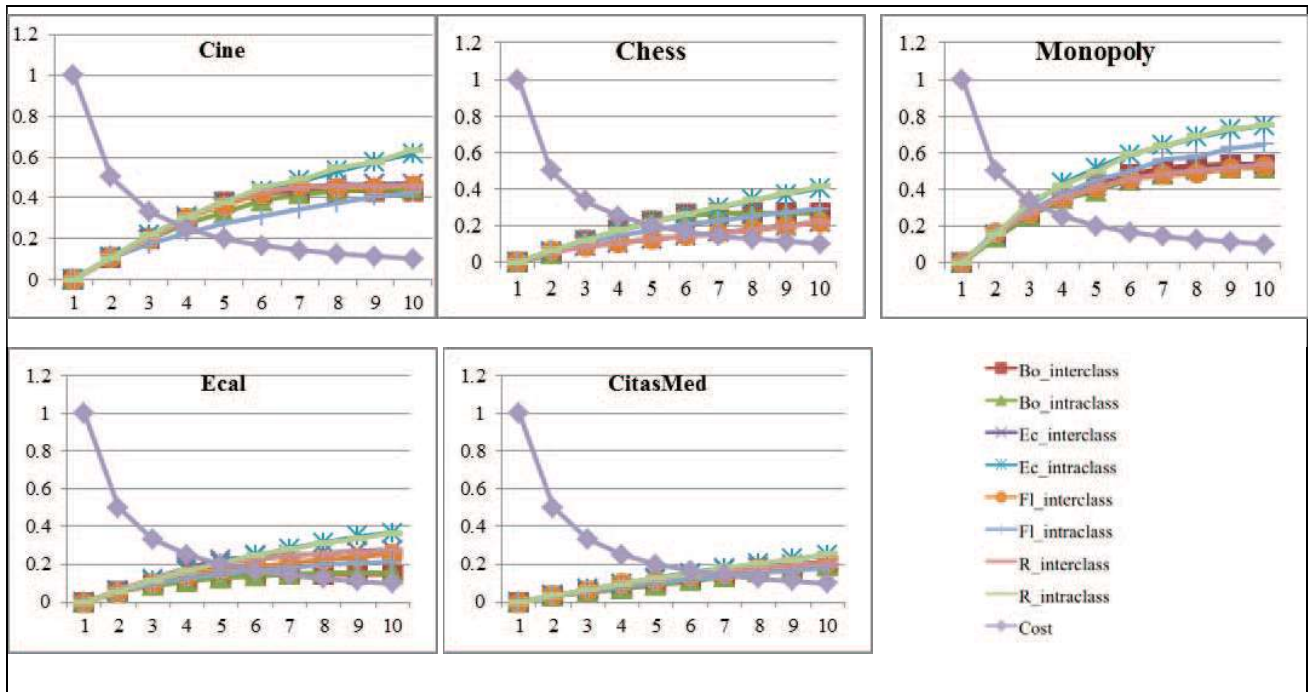 Cine
1.2
1
0.8
0.6
0.4
0.2
0
1 2 3 4 5 6 7 8 9 10
Chess
1.2
1
0.8
0.6
0.4
0.2
0
1 2 3 4 5 6 7 8 9 10
Monopoly
1.2
1
0.8
0.6
0.4
0.2
0
1 2 3 4 5 6 7 8 9 10
Ecal
1.2
1
0.8
0.6
0.4
0.2
0
1 2 3 4 5 6 7 8 9 10
CitasMed
1.2
1
0.8
0.6
0.4
0.2
0
1 2 3 4 5 6 7 8 9 10
Bo_interclass
Bo_intraclass
Ec_interclass
Ec_intraclass
Fl_interclass
Fl_intraclass
R_interclass
R_intraclass
Cost